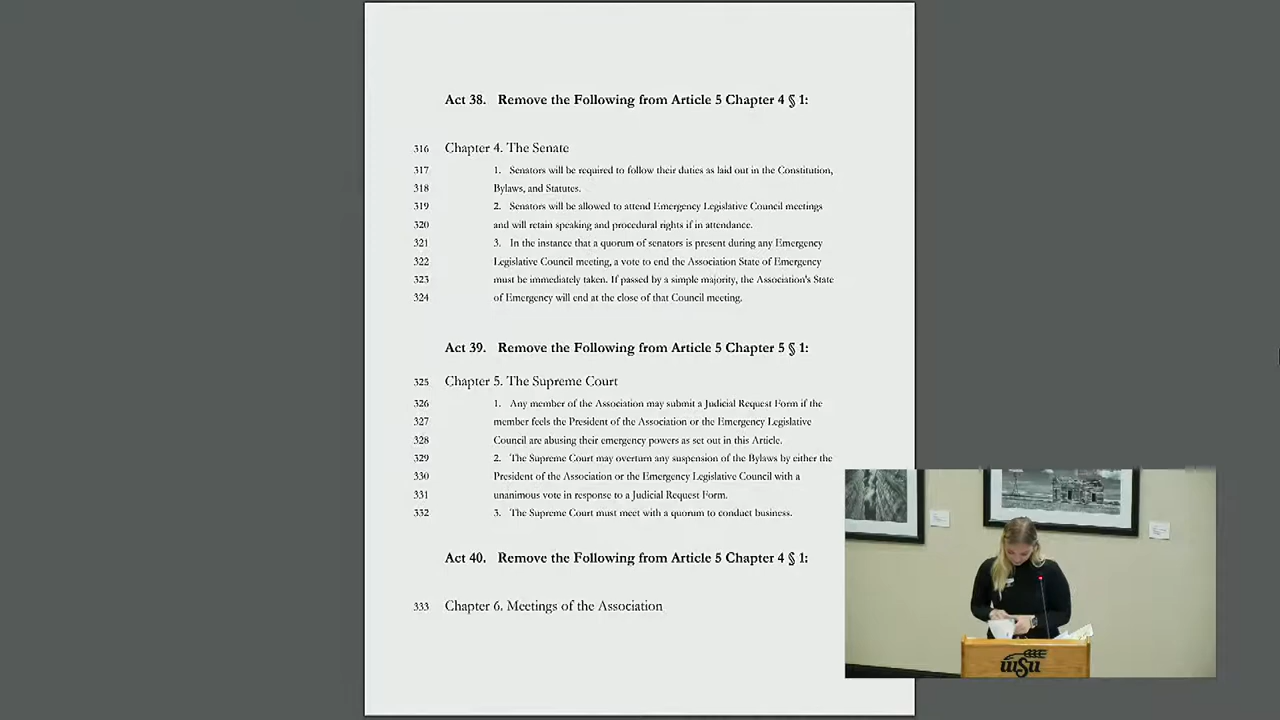 Act 38. Remove the Following from Article 5 Chapter 4 § 1:
316 Chapter 4. The Senate
317 1. Senators will be required to follow their duties as laid out in the Constitution,
318 Bylaws, and Statutes.
319 2. Senators will be allowed to attend Emergency Legislative Council meetings
320 and will retain speaking and procedural rights if in attendance.
321 3. In the instance that a quorum of senators is present during any Emergency
322 Legislative Council meeting, a vote to end the Association State of Emergency
323 must be immediately taken. If passed by a simple majority, the Association's State
324 of Emergency will end at the close of that Council meeting.
Act 39. Remove the Following from Article 5 Chapter 5 § 1:
325 Chapter 5. The Supreme Court
326 1. Any member of the Association may submit a Judicial Request Form if the
327 member feels the President of the Association or the Emergency Legislative
328 Council are abusing their emergency powers as set out in this Article.
329 2. The Supreme Court may overturn any suspension of the Bylaws by either the
330 President of the Association or the Emergency Legislative Council with a
331 unanimous vote in response to a Judicial Request Form.
332 3. The Supreme Court must meet with a quorum to conduct business.
Act 40. Remove the Following from Article 5 Chapter 4 § 1:
333 Chapter 6. Meetings of the Association
WSU